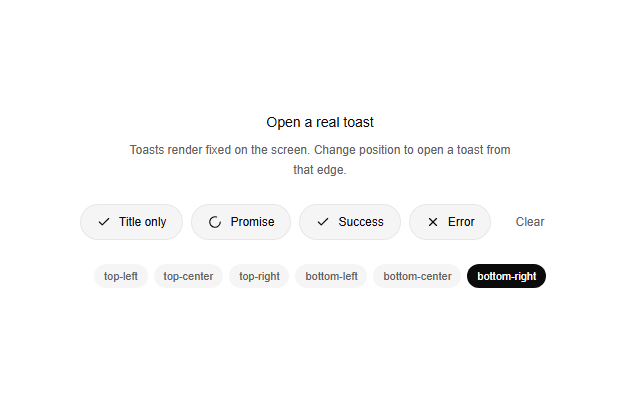 Open a real toast
Toasts render fixed on the screen. Change position to open a toast from
that edge.
Title only Promise Success Error Clear
top-left top-center top-right bottom-left bottom-center bottom-right